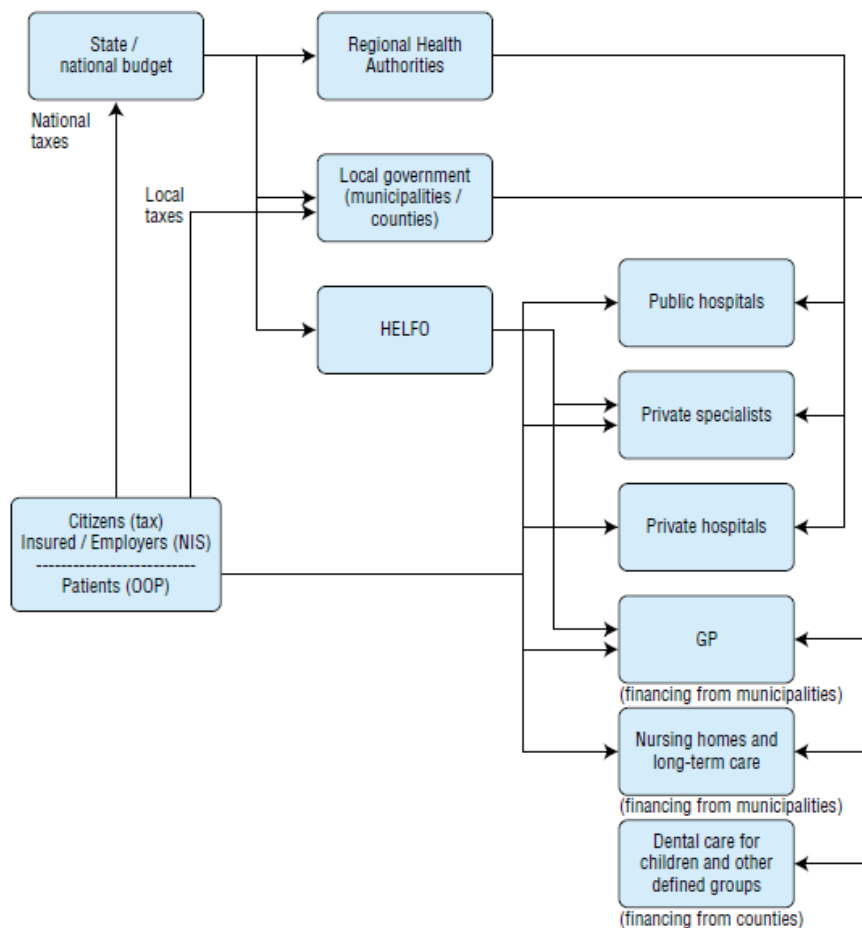 State /
national budget
Regional Health
Authorities
National
taxes
Local
taxes
Local government
(municipalities /
counties)
HELFO
Public hospitals
Private specialists
Citizens (tax)
Insured / Employers (NIS)
--------------------------
Patients (OOP)
Private hospitals
GP
(financing from municipalities)
Nursing homes and
long-term care
(financing from municipalities)
Dental care for
children and other
defined groups
(financing from counties)